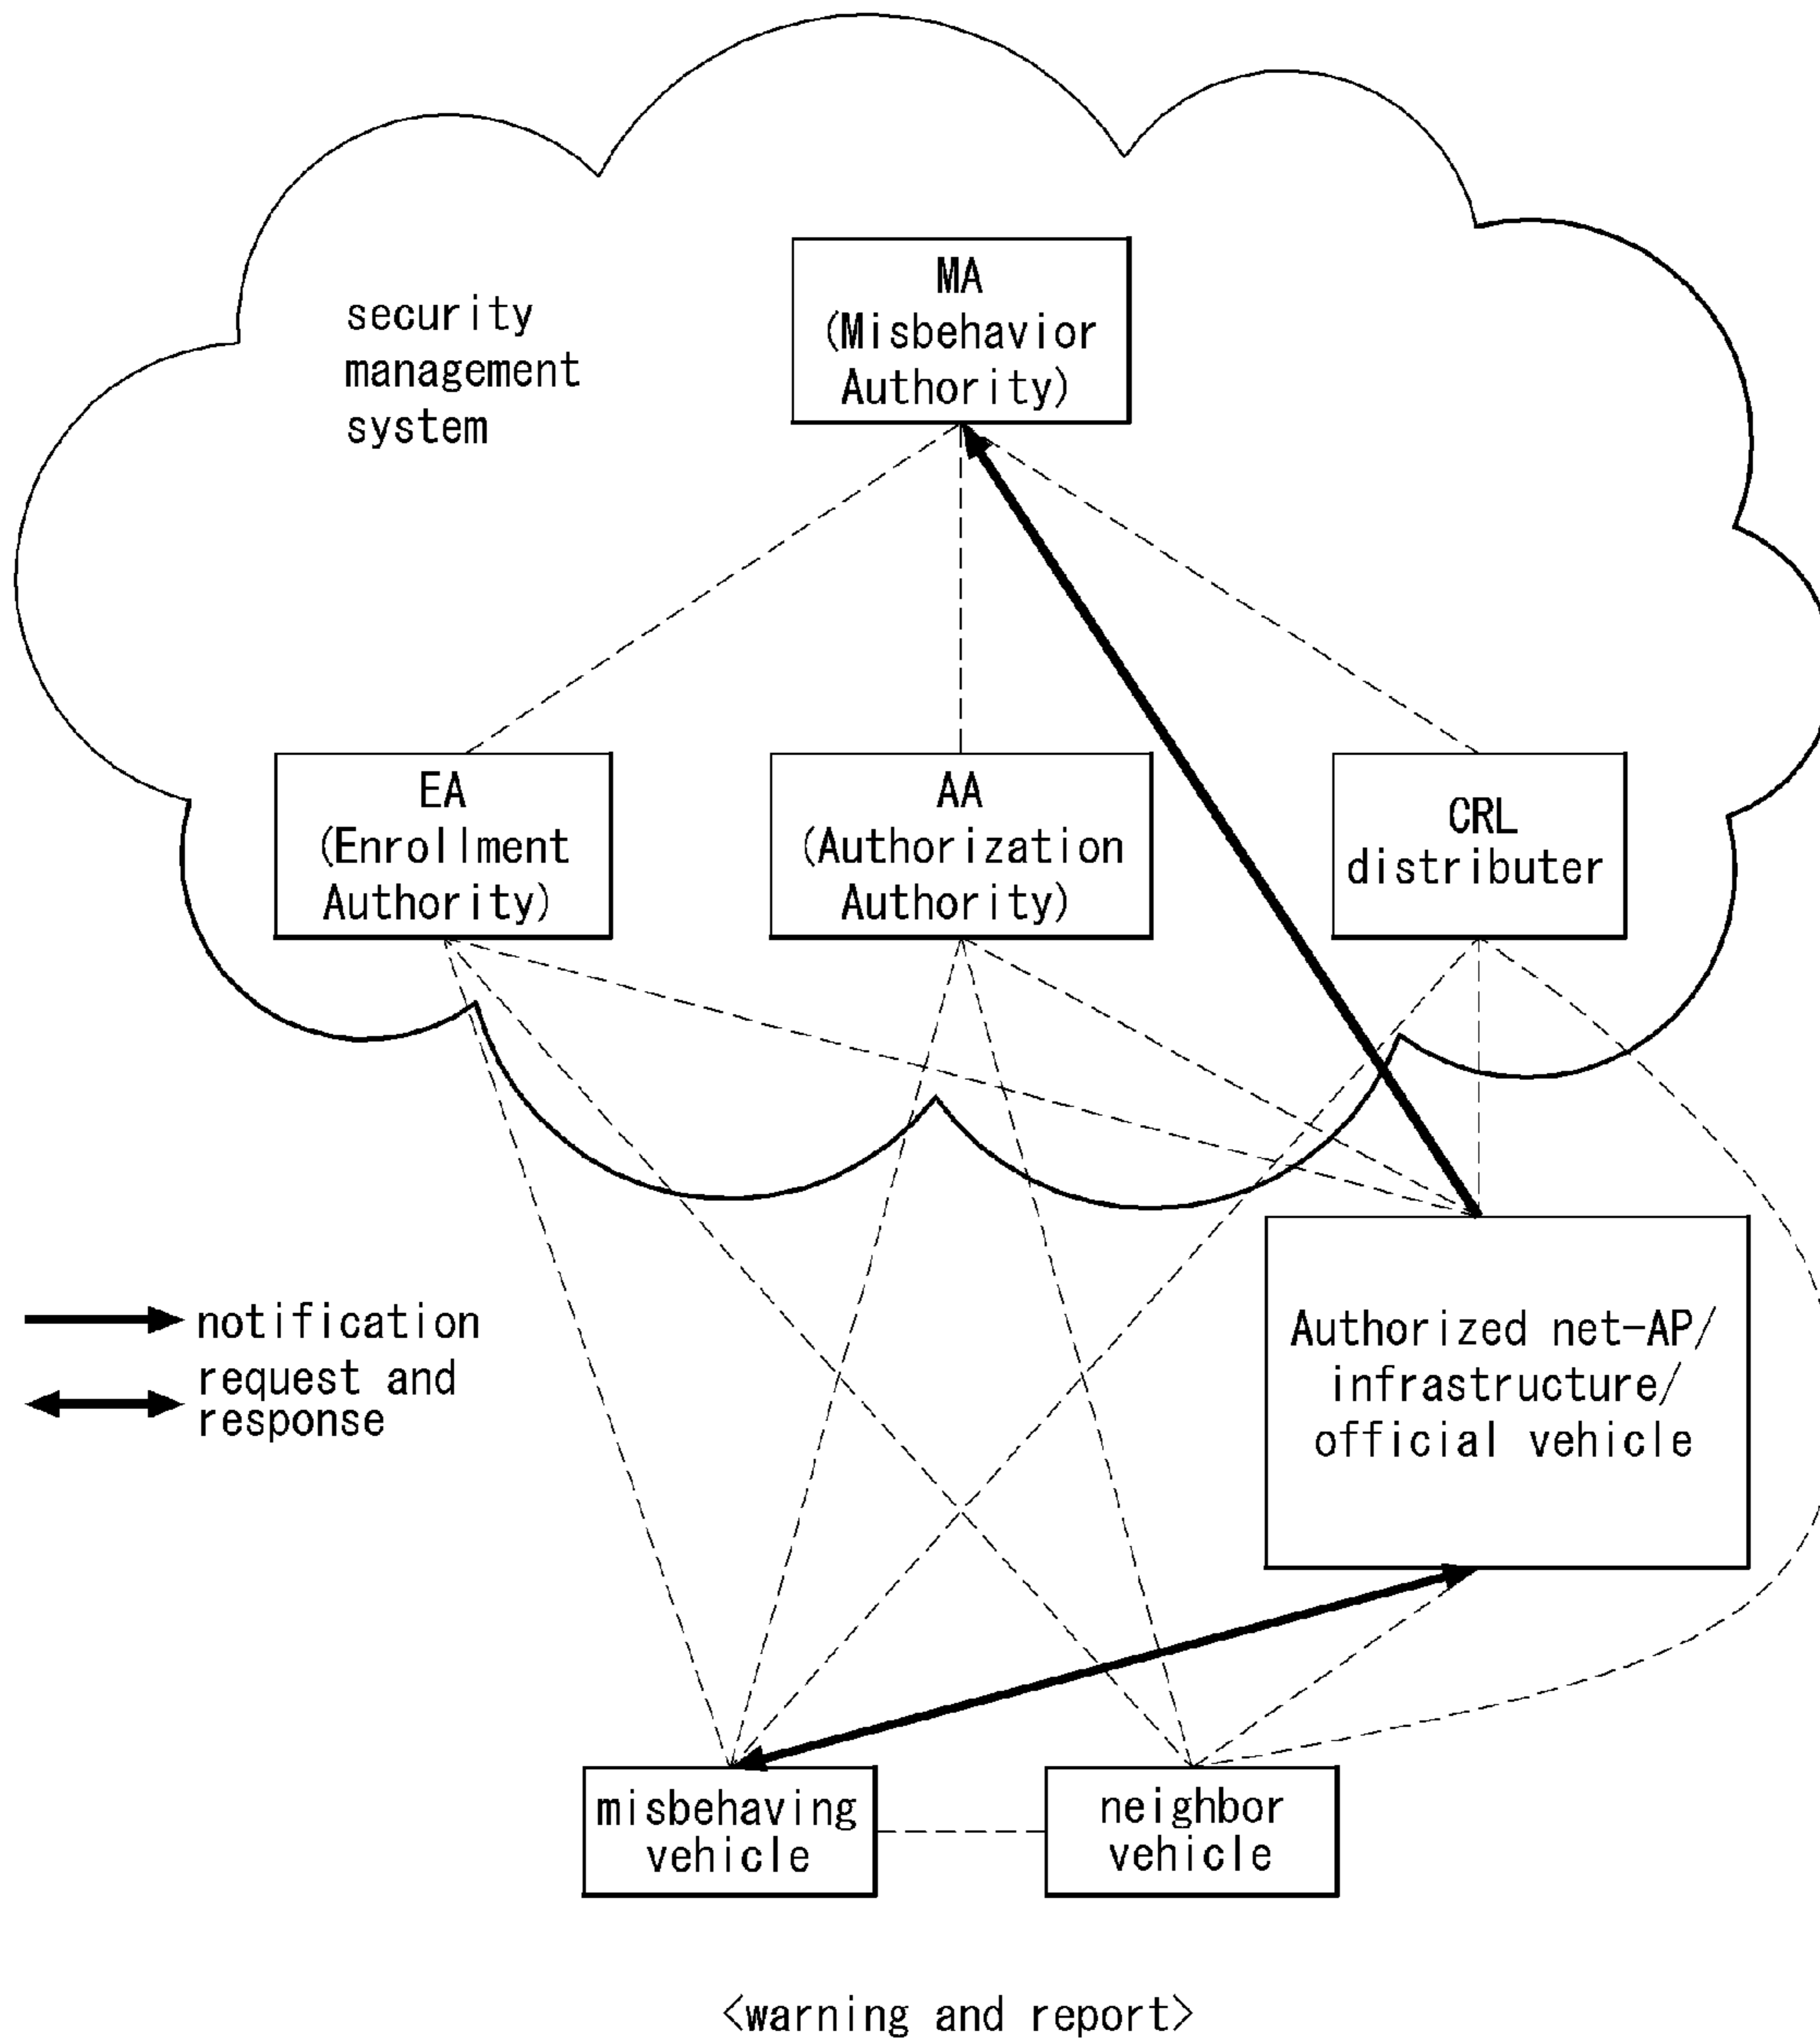 security
management
system
MA
(Misbehavior
Authority)
EA
(Enrollment
Authority)
AA
(Authorization
Authority)
CRL
distributer
notification
request and
response
Authorized net-AP/
infrastructure/
official vehicle
misbehaving
vehicle
neighbor
vehicle
<warning and report>